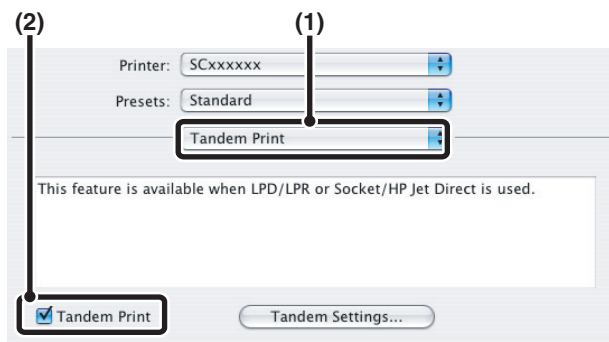 (2) (1)
Printer: SCxxxxxx
Presets: Standard
Tandem Print
This feature is available when LPD/LPR or Socket/HP Jet Direct is used.
Tandem Print Tandem Settings...